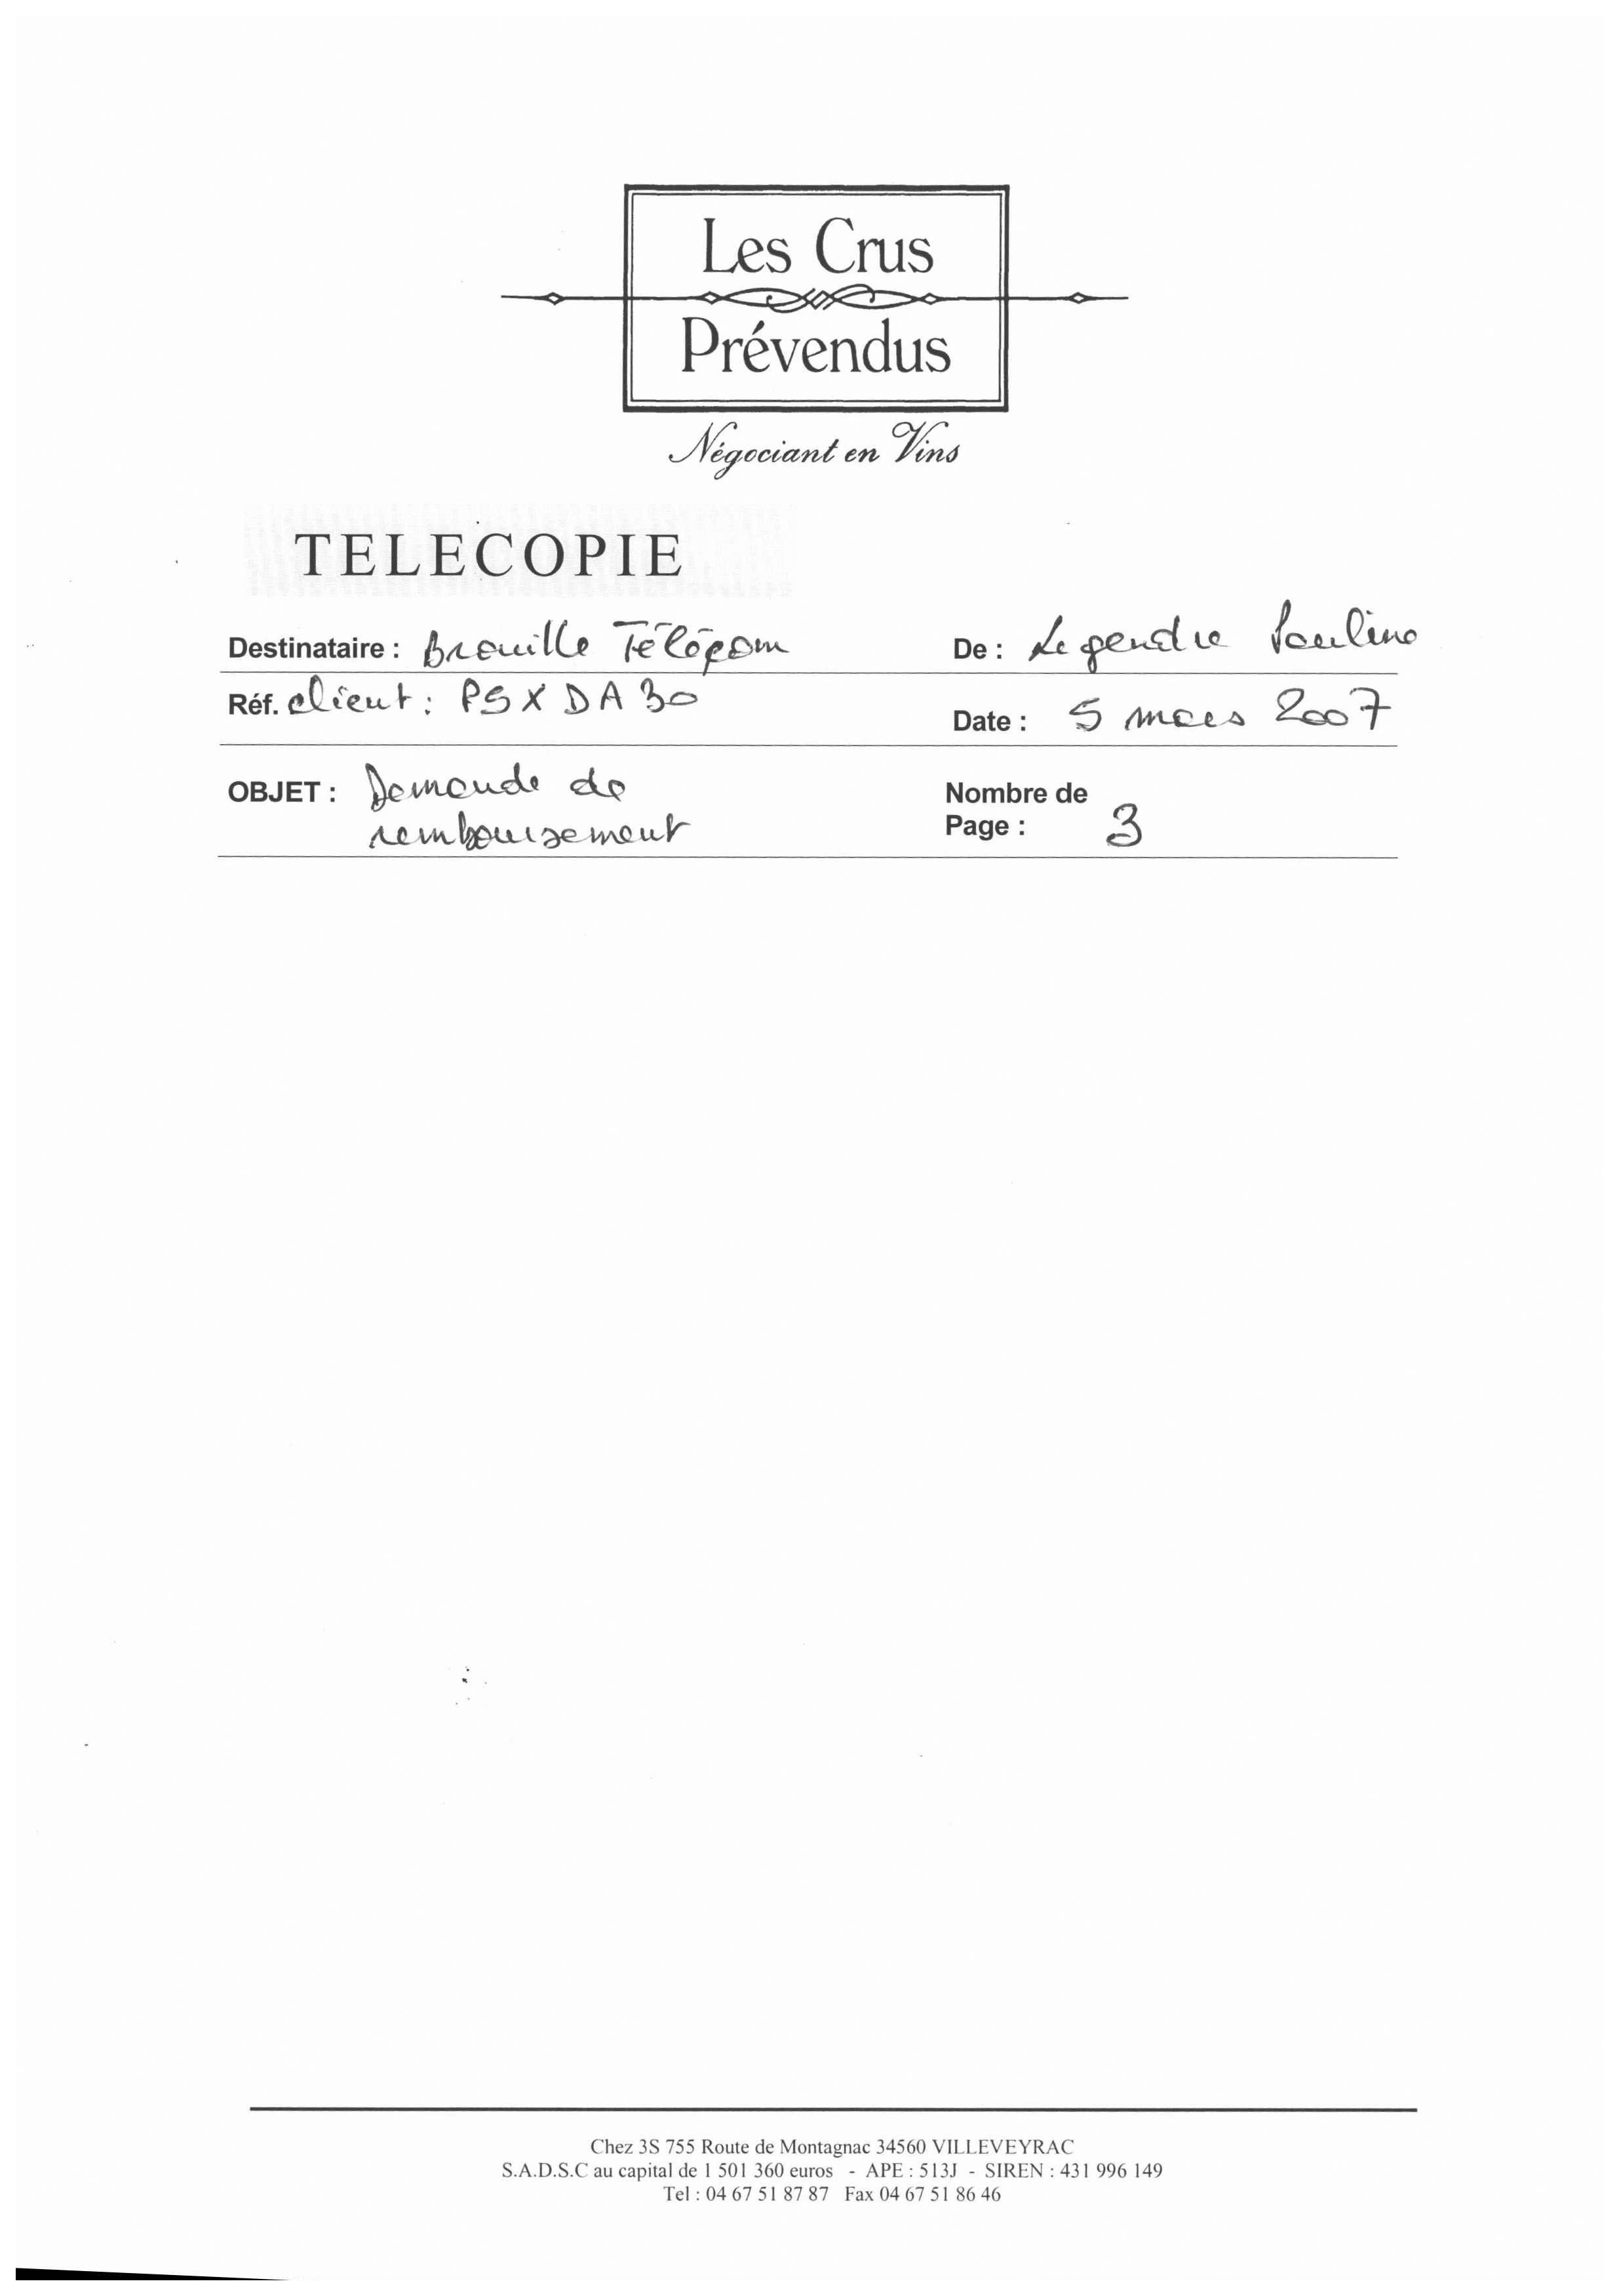 Les Crus
Prévendus
Négociant en Vins
TELECOPIE
Destinataire : Brouille Télécom De : Legendre Pauline
Réf. client : PSXDA30 Date : 5 mars 2007
OBJET : Demande de Nombre de
remboursement Page : 3
Chez 3S 755 Route de Montagnac 34560 VILLEVEYRAC
S.A.D.S.C au capital de 1 501 360 euros - APE : 513J - SIREN : 431 996 149
Tel : 04 67 51 87 87 Fax 04 67 51 86 46